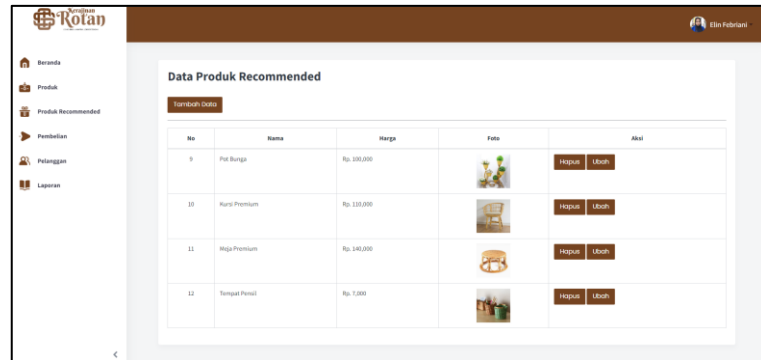 Kerajinan
Rotan
Elin Febriani
Beranda
Produk
Produk Recommended
Pembelian
Pelanggan
Laporan
Data Produk Recommended
Tambah Data
No Nama Harga Foto Aksi
9 Pot Bunga Rp. 100,000 Hapus Ubah
10 Kursi Premium Rp. 110,000 Hapus Ubah
11 Meja Premium Rp. 140,000 Hapus Ubah
12 Tempat Pensil Rp. 7,000 Hapus Ubah